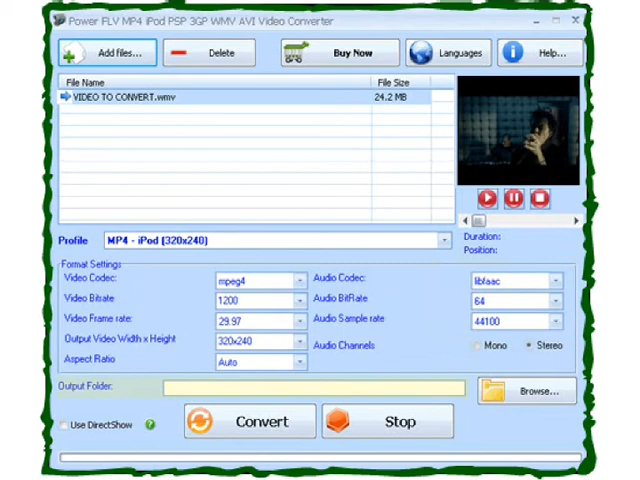 Power FLV MP4 iPod PSP 3GP WMV AVI Video Converter
Add files... Delete Buy Now Languages Help...
File Name File Size
VIDEO TO CONVERT.wmv 24.2 MB
Profile MP4 - iPod (320x240)
Duration:
Position:
Format Settings
Video Codec: mpeg4 Audio Codec: libfaac
Video Bitrate 1200 Audio BitRate 64
Video Frame rate: 29.97 Audio Sample rate 44100
Output Video Width x Height 320x240 Audio Channels Mono Stereo
Aspect Ratio Auto
Output Folder: Browse...
Use DirectShow ? Convert Stop